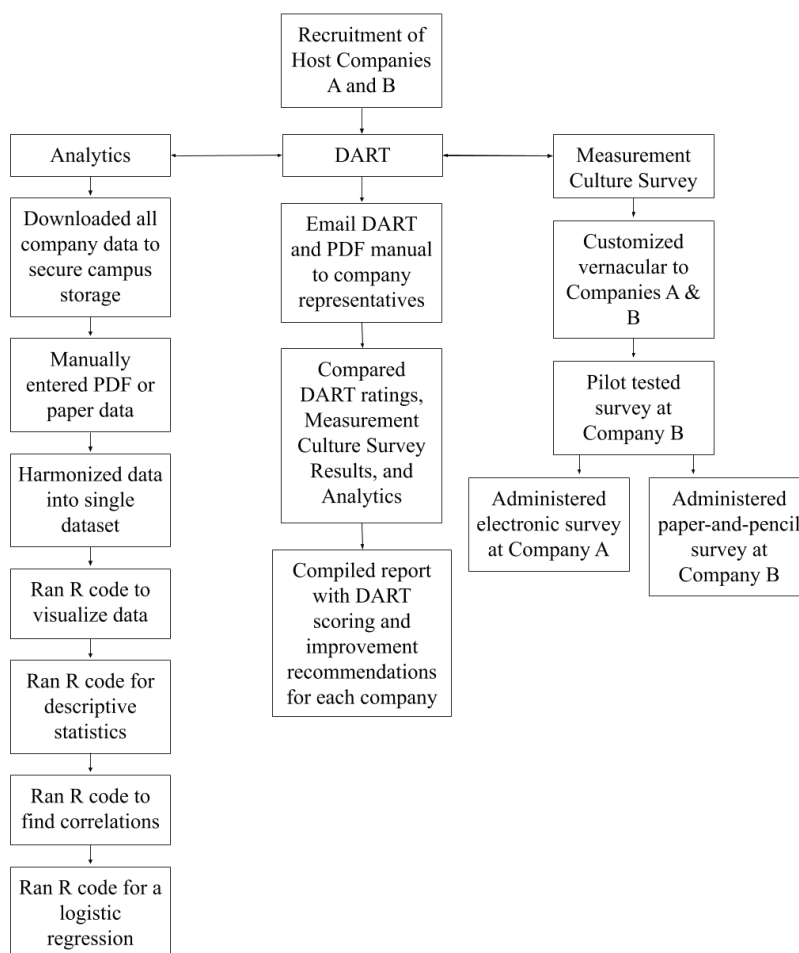 Recruitment of
Host Companies
A and B
Analytics
DART
Measurement
Culture Survey
Downloaded all
company data to
secure campus
storage
Manually
entered PDF or
paper data
Harmonized data
into single
dataset
Ran R code to
visualize data
Ran R code for
descriptive
statistics
Ran R code to
find correlations
Ran R code for a
logistic
regression
Email DART
and PDF manual
to company
representatives
Compared
DART ratings,
Measurement
Culture Survey
Results, and
Analytics
Compiled report
with DART
scoring and
improvement
recommendations
for each company
Customized
vernacular to
Companies A &
B
Pilot tested
survey at
Company B
Administered
electronic survey
at Company A
Administered
paper-and-pencil
survey at
Company B